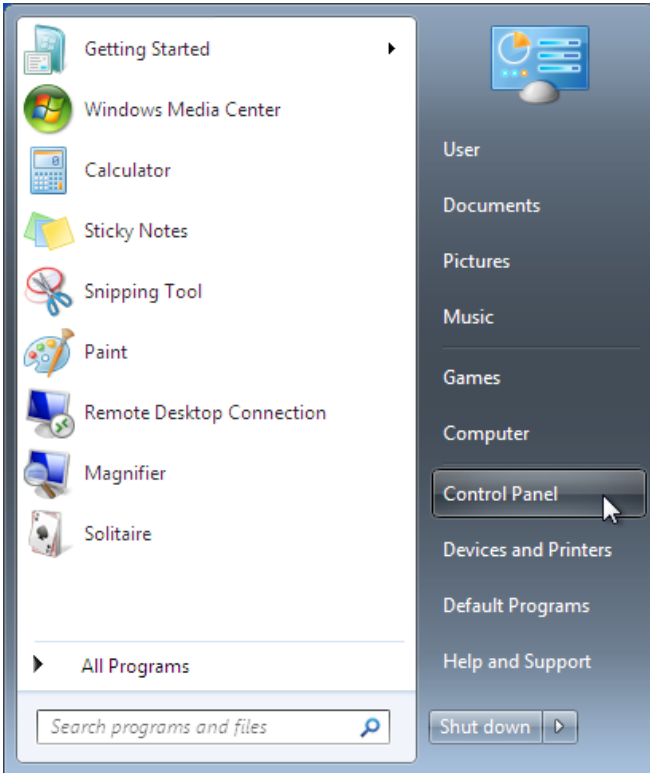 Getting Started
Windows Media Center
Calculator
Sticky Notes
Snipping Tool
Paint
Remote Desktop Connection
Magnifier
Solitaire
All Programs
Search programs and files
User
Documents
Pictures
Music
Games
Computer
Control Panel
Devices and Printers
Default Programs
Help and Support
Shut down